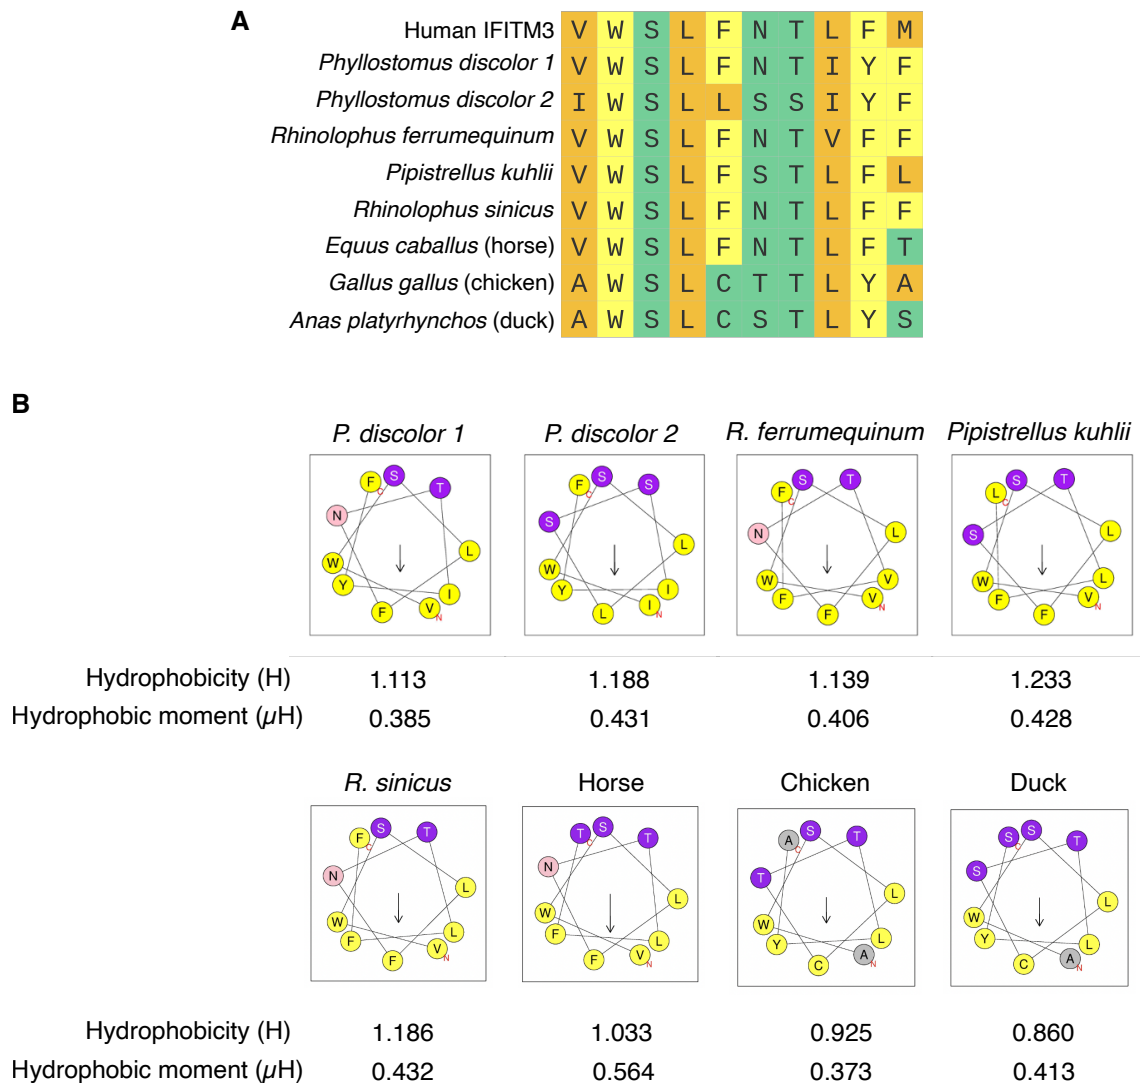 A
Human IFITM3 V W S L F N T L F M
Phyllostomus discolor 1 V W S L F N T I Y F
Phyllostomus discolor 2 I W S L L S S I Y F
Rhinolophus ferrumequinum V W S L F N T V F F
Pipistrellus kuhlii V W S L F S T L F L
Rhinolophus sinicus V W S L F N T L F F
Equus caballus (horse) V W S L F N T L F T
Gallus gallus (chicken) A W S L C T T L Y A
Anas platyrhynchos (duck) A W S L C S T L Y S
B
P. discolor 1 P. discolor 2 R. ferrumequinum Pipistrellus kuhlii
F C S T N L W Y I V N F
F C S S S L W Y I I N L
F C S T N L W V F V N F
L C S T S L W L F V N F
Hydrophobicity (H) 1.113 1.188 1.139 1.233
Hydrophobic moment (µH) 0.385 0.431 0.406 0.428
R. sinicus Horse Chicken Duck
F C S T N L W L F V N F
T C S T N L W F L V N F
A C S T T L W L Y A N C
S C S T S L W Y L A N C
Hydrophobicity (H) 1.186 1.033 0.925 0.860
Hydrophobic moment (µH) 0.432 0.564 0.373 0.413